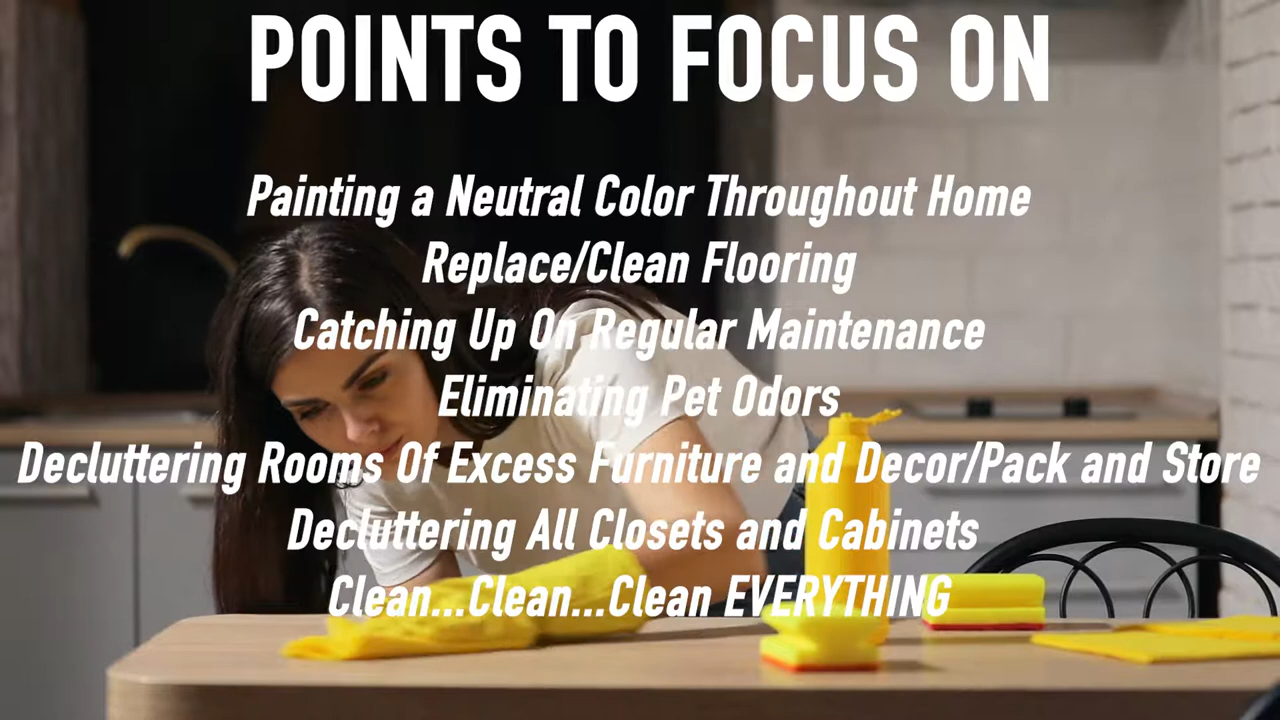 POINTS TO FOCUS ON
Painting a Neutral Color Throughout Home
Replace/Clean Flooring
Catching Up On Regular Maintenance
Eliminating Pet Odors
Decluttering Rooms Of Excess Furniture and Decor/Pack and Store
Decluttering All Closets and Cabinets
Clean...Clean...Clean EVERYTHING